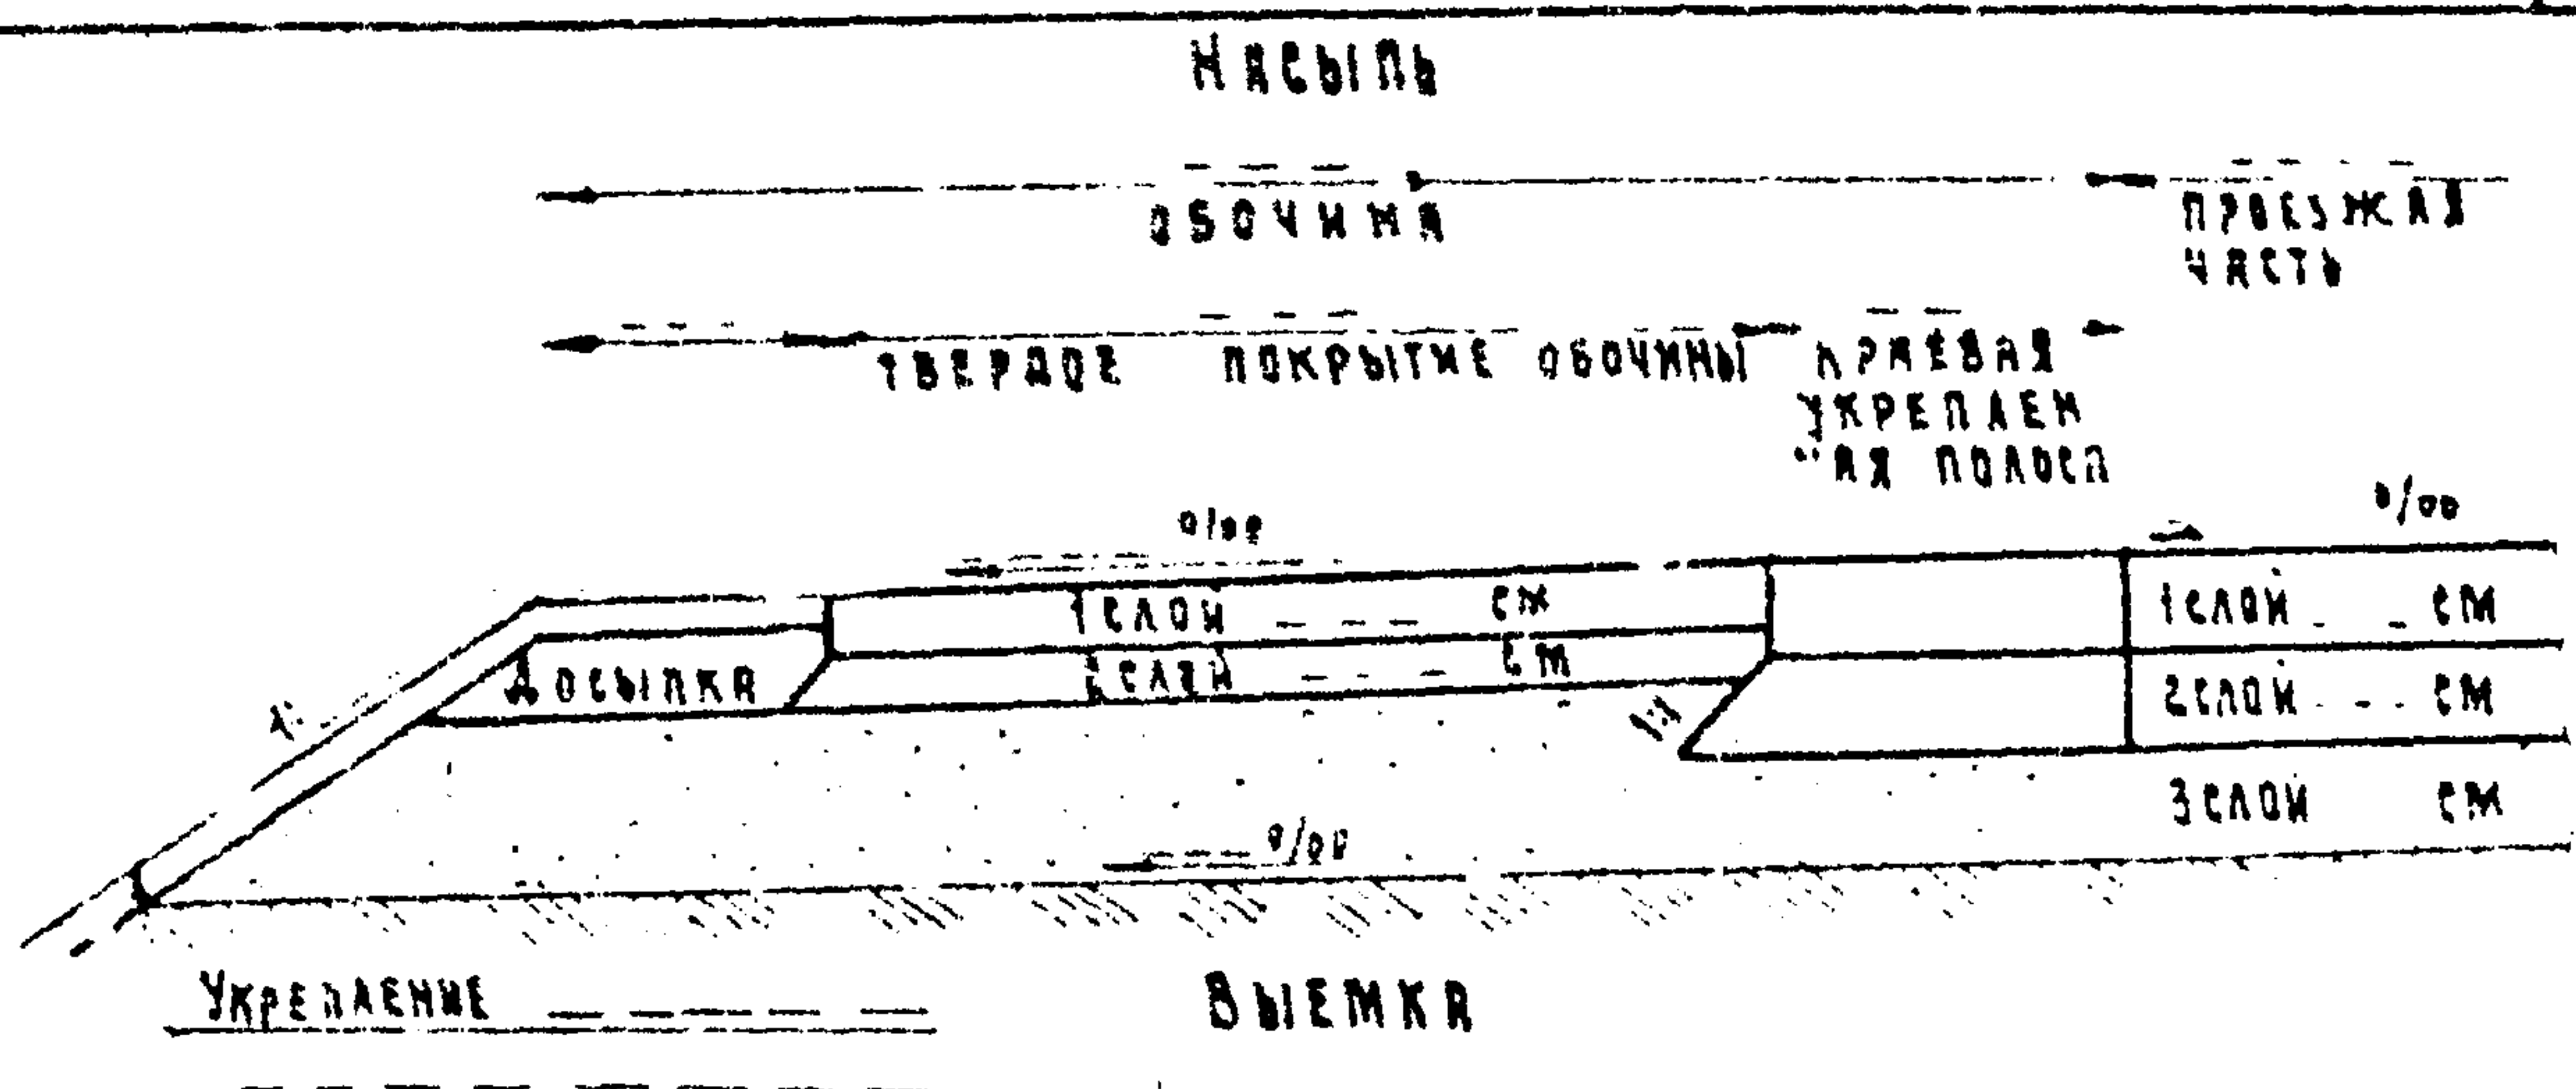 НАСЫПЬ
ОБОЧИНА
ПРОЕЗЖАЯ
ЧАСТЬ
ТВЕРДОЕ ПОКРЫТИЕ ОБОЧИНЫ
КРАЕВАЯ
УКРЕПЛЕН
НАЯ ПОЛОСА
0/00
0/00
1 СЛОЙ _ _ _ СМ
1 СЛОЙ _ _ СМ
ДОСЫПКА
2 СЛОЙ _ _ _ СМ
1:1
2 СЛОЙ _ _ _ СМ
3 СЛОЙ СМ
0/00
УКРЕПЛЕНИЕ _ _ _ _ _
ВЫЕМКА